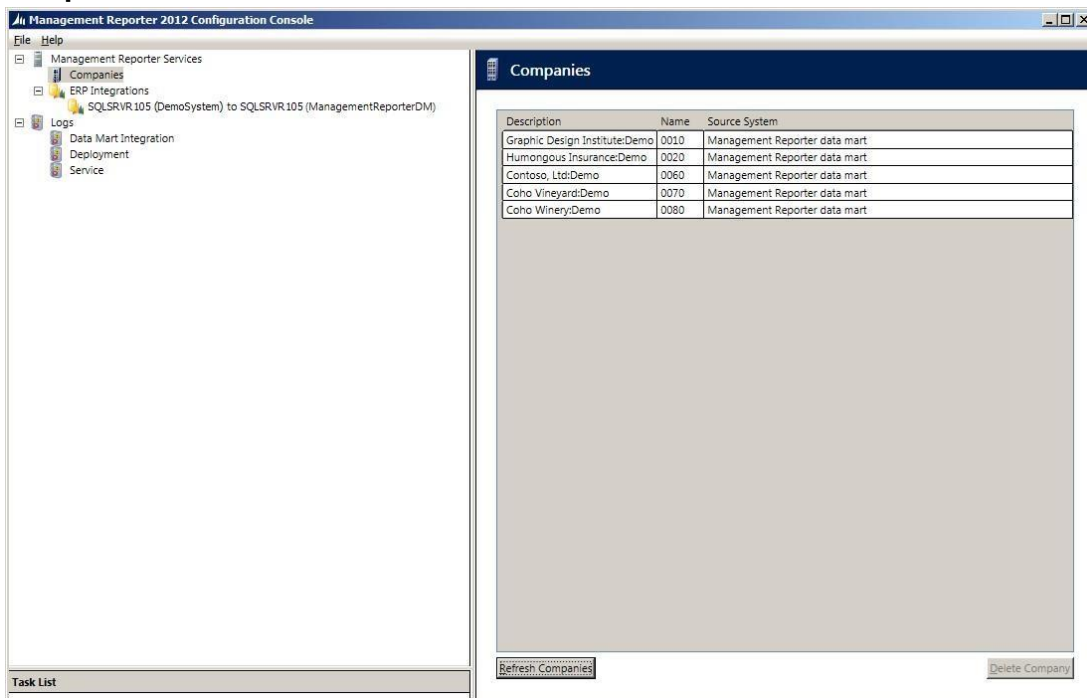 Management Reporter 2012 Configuration Console
File Help
Management Reporter Services
Companies
ERP Integrations
SQLSRVR105 (DemoSystem) to SQLSRVR105 (ManagementReporterDM)
Logs
Data Mart Integration
Deployment
Service
Task List
Companies
Description Name Source System
Graphic Design Institute:Demo 0010 Management Reporter data mart
Humongous Insurance:Demo 0020 Management Reporter data mart
Contoso, Ltd:Demo 0060 Management Reporter data mart
Coho Vineyard:Demo 0070 Management Reporter data mart
Coho Winery:Demo 0080 Management Reporter data mart
Refresh Companies Delete Company